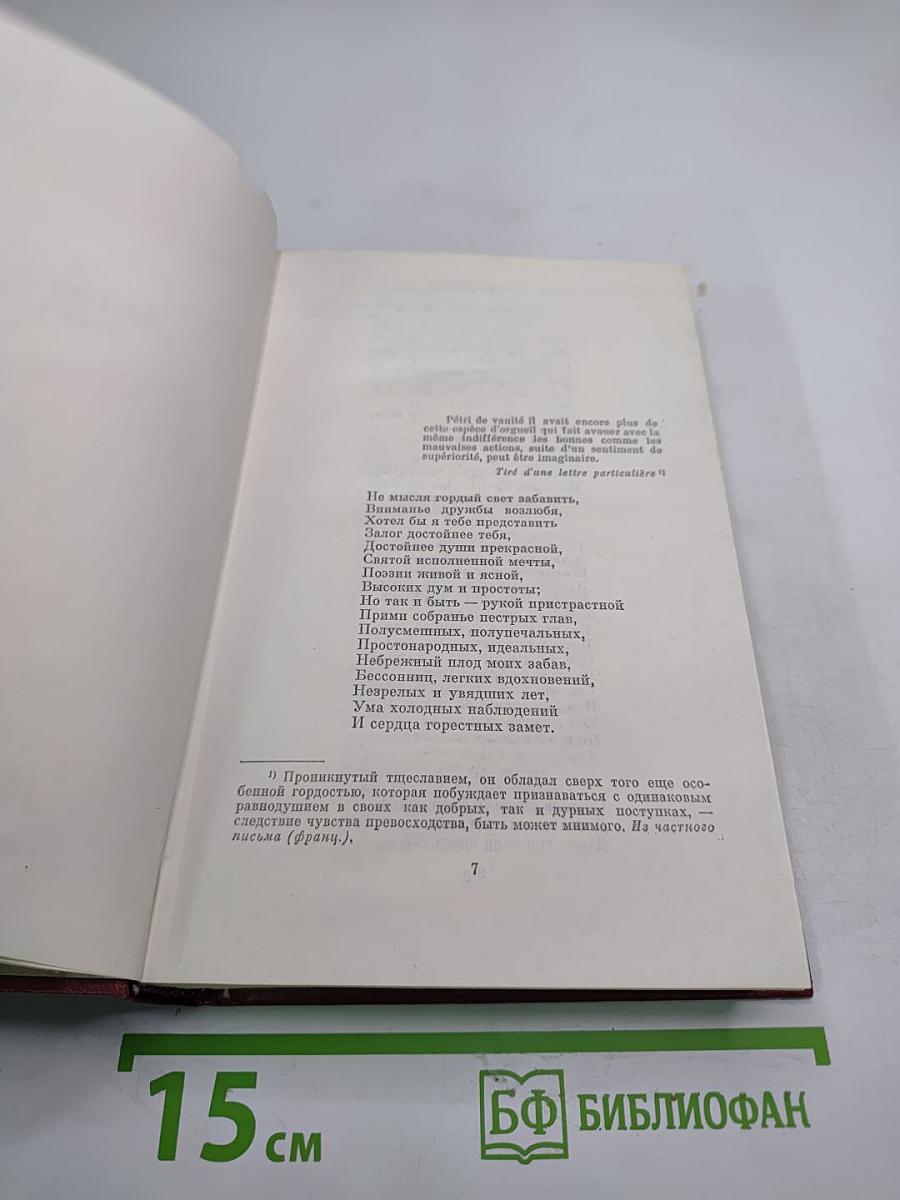 Pétri de vanité il avait encore plus de
cette espèce d'orgueil qui fait avouer avec la
même indifférence les bonnes comme les
mauvaises actions, suite d'un sentiment de
supériorité, peut être imaginaire.
Tiré d'une lettre particulière ¹)
Не мысля гордый свет забавить,
Вниманье дружбы возлюбя,
Хотел бы я тебе представить
Залог достойнее тебя,
Достойнее души прекрасной,
Святой исполненной мечты,
Поэзии живой и ясной,
Высоких дум и простоты;
Но так и быть — рукой пристрастной
Прими собранье пестрых глав,
Полусмешных, полупечальных,
Простонародных, идеальных,
Небрежный плод моих забав,
Бессонниц, легких вдохновений,
Незрелых и увядших лет,
Ума холодных наблюдений
И сердца горестных замет.
¹) Проникнутый тщеславием, он обладал сверх того еще осо-
бенной гордостью, которая побуждает признаваться с одинаковым
равнодушием в своих как добрых, так и дурных поступках, —
следствие чувства превосходства, быть может мнимого. Из частного
письма (франц.).
7
15 см
БФ БИБЛИОФАН